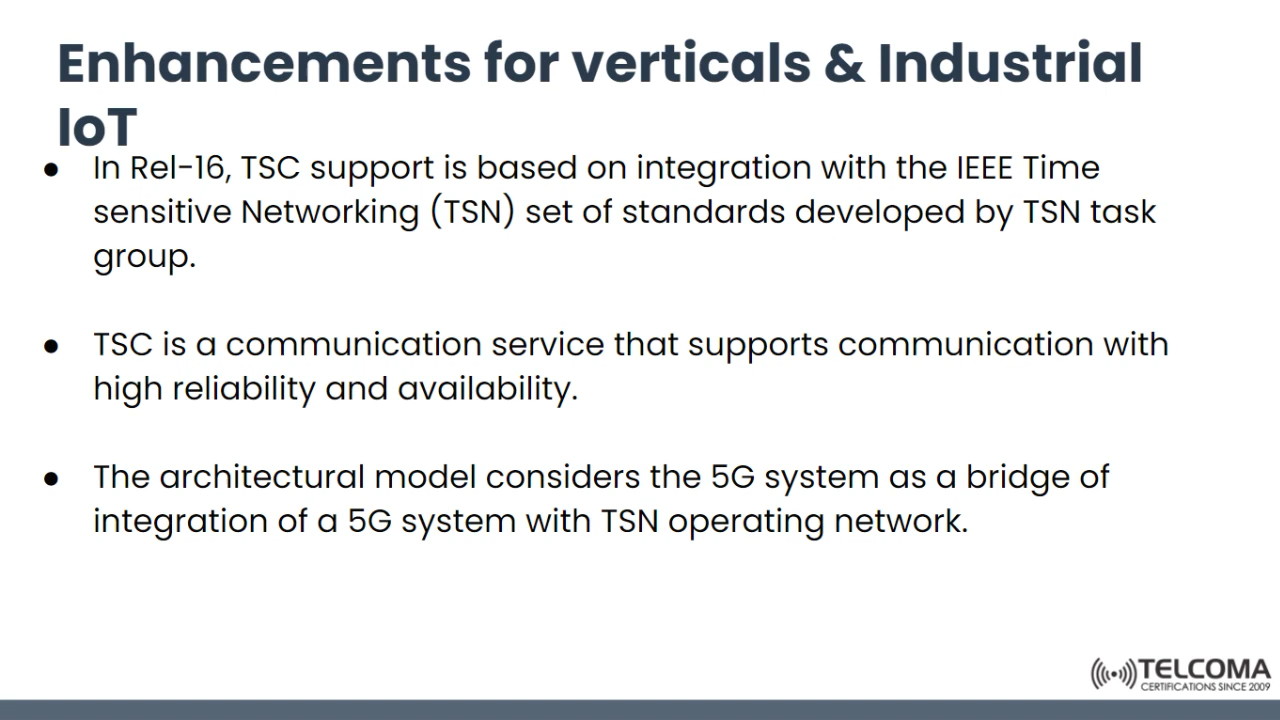 Enhancements for verticals & Industrial
IoT
● In Rel-16, TSC support is based on integration with the IEEE Time
sensitive Networking (TSN) set of standards developed by TSN task
group.
● TSC is a communication service that supports communication with
high reliability and availability.
● The architectural model considers the 5G system as a bridge of
integration of a 5G system with TSN operating network.
TELCOMA
CERTIFICATIONS SINCE 2009